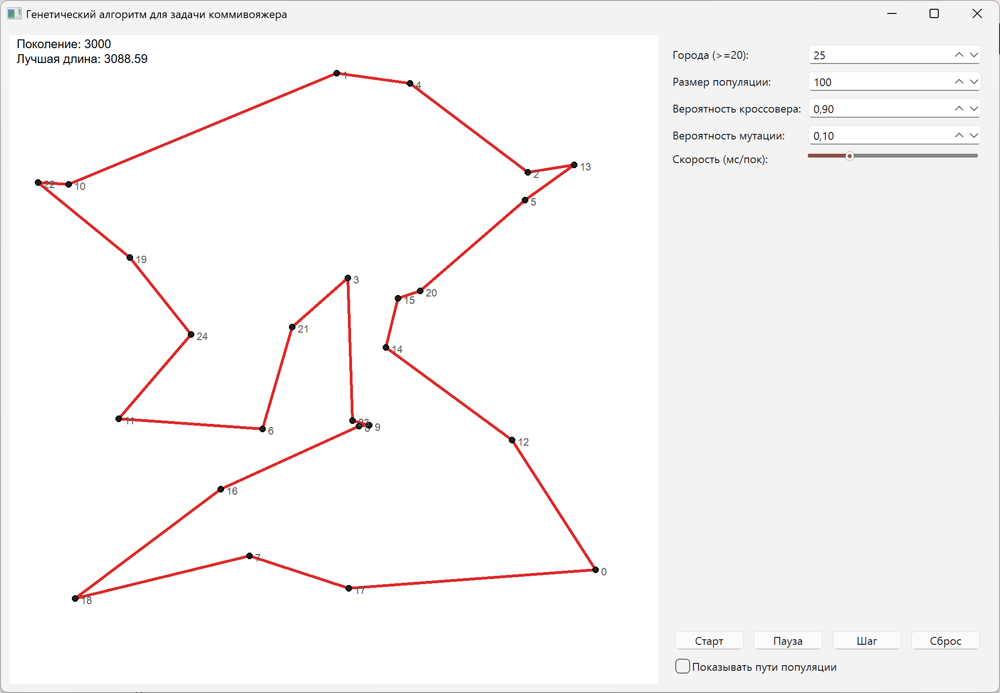 Генетический алгоритм для задачи коммивояжера
Поколение: 3000
Лучшая длина: 3088.59
1
4
13
2
22
10
5
19
3
20
15
21
24
14
11
23
8
9
6
12
16
7
0
17
18
Города (>=20):
25
Размер популяции:
100
Вероятность кроссовера:
0,90
Вероятность мутации:
0,10
Скорость (мс/пок):
Старт
Пауза
Шаг
Сброс
Показывать пути популяции